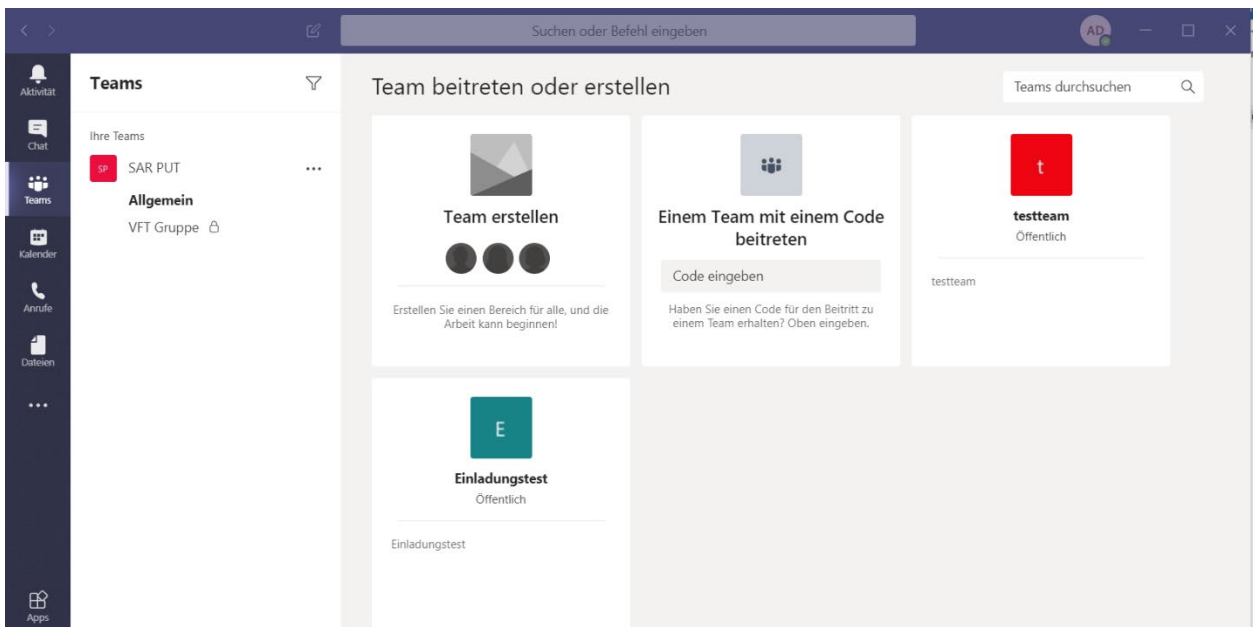 Suchen oder Befehl eingeben
AD
Aktivität
Chat
Teams
Kalender
Anrufe
Dateien
Apps
Teams
Ihre Teams
SP SAR PUT
Allgemein
VFT Gruppe
Team beitreten oder erstellen
Teams durchsuchen
Team erstellen
Erstellen Sie einen Bereich für alle, und die
Arbeit kann beginnen!
Einem Team mit einem Code
beitreten
Code eingeben
Haben Sie einen Code für den Beitritt zu
einem Team erhalten? Oben eingeben.
t
testteam
Öffentlich
testteam
E
Einladungstest
Öffentlich
Einladungstest